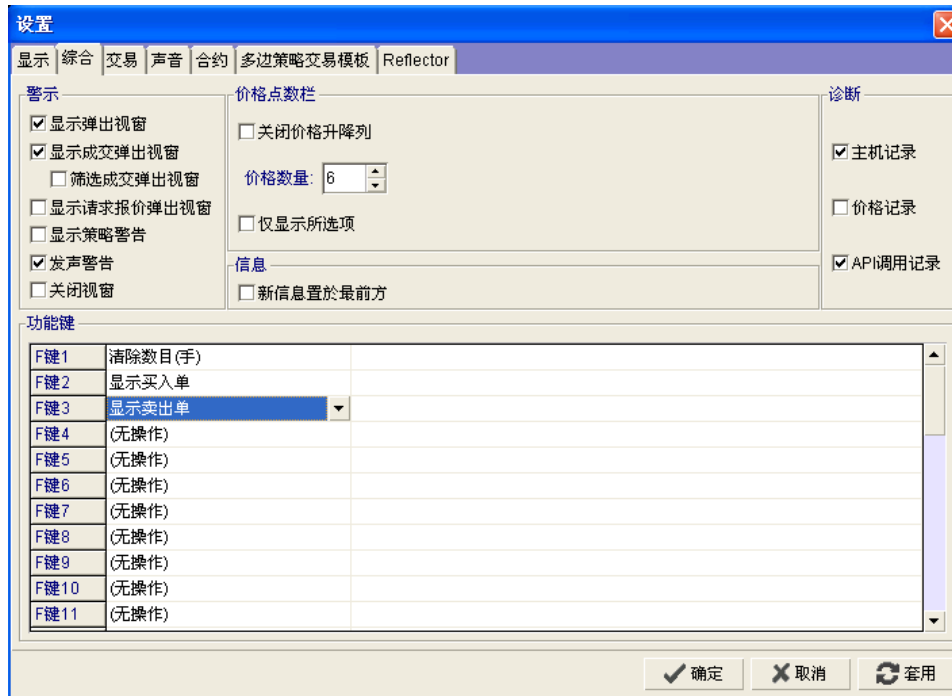 设置
显示 综合 交易 声音 合约 多边策略交易模板 Reflector
警示
显示弹出视窗
显示成交弹出视窗
筛选成交弹出视窗
显示请求报价弹出视窗
显示策略警告
发声警告
关闭视窗
价格点数栏
关闭价格升降列
价格数量: 6
仅显示所选项
信息
新信息置於最前方
诊断
主机记录
价格记录
API调用记录
功能键
F键1 清除数目(手)
F键2 显示买入单
F键3 显示卖出单
F键4 (无操作)
F键5 (无操作)
F键6 (无操作)
F键7 (无操作)
F键8 (无操作)
F键9 (无操作)
F键10 (无操作)
F键11 (无操作)
确定 取消 套用